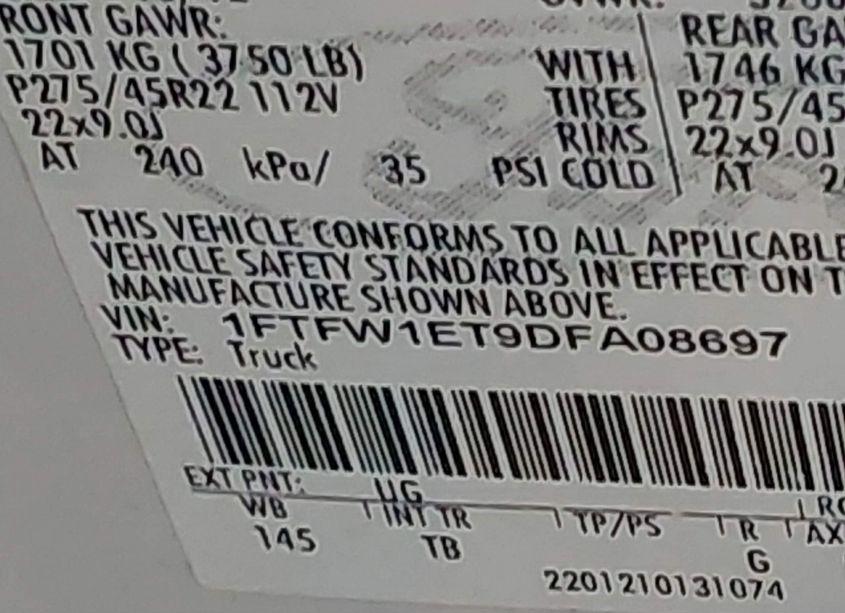 RONT GAWR:
1701 KG ( 3750 LB)
P275/45R22 112V
22x9.0J
AT 240 kPa/ 35 PSI COLD
WITH
TIRES
RIMS
REAR GA
1746 KG
P275/45
22x9.0J
AT 2
THIS VEHICLE CONFORMS TO ALL APPLICABLE
VEHICLE SAFETY STANDARDS IN EFFECT ON T
MANUFACTURE SHOWN ABOVE.
VIN: 1FTFW1ET9DFA08697
TYPE: Truck
EXT PNT: UG
WB INT TR TP/PS R AX
145 TB G
2201210131074